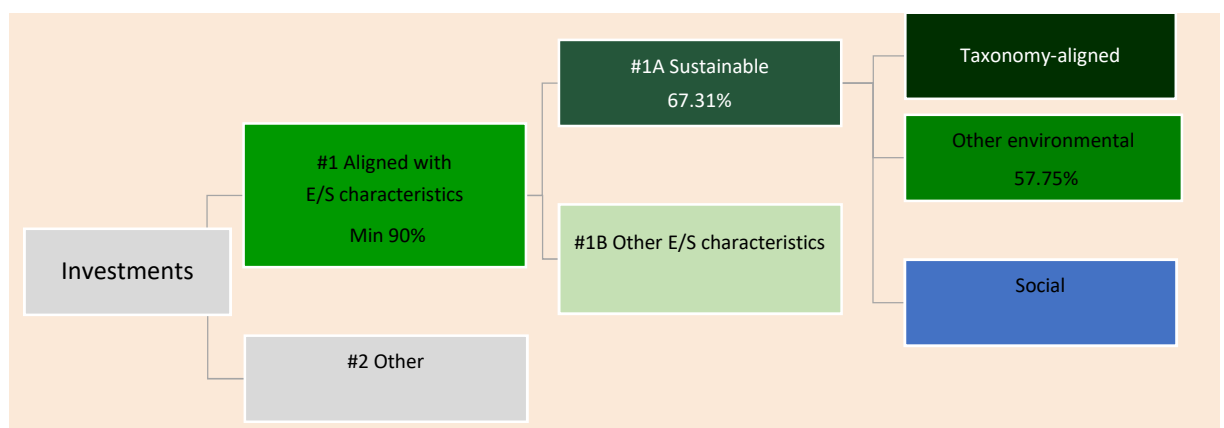 Investments
#1 Aligned with
E/S characteristics
Min 90%
#2 Other
#1A Sustainable
67.31%
#1B Other E/S characteristics
Taxonomy-aligned
Other environmental
57.75%
Social